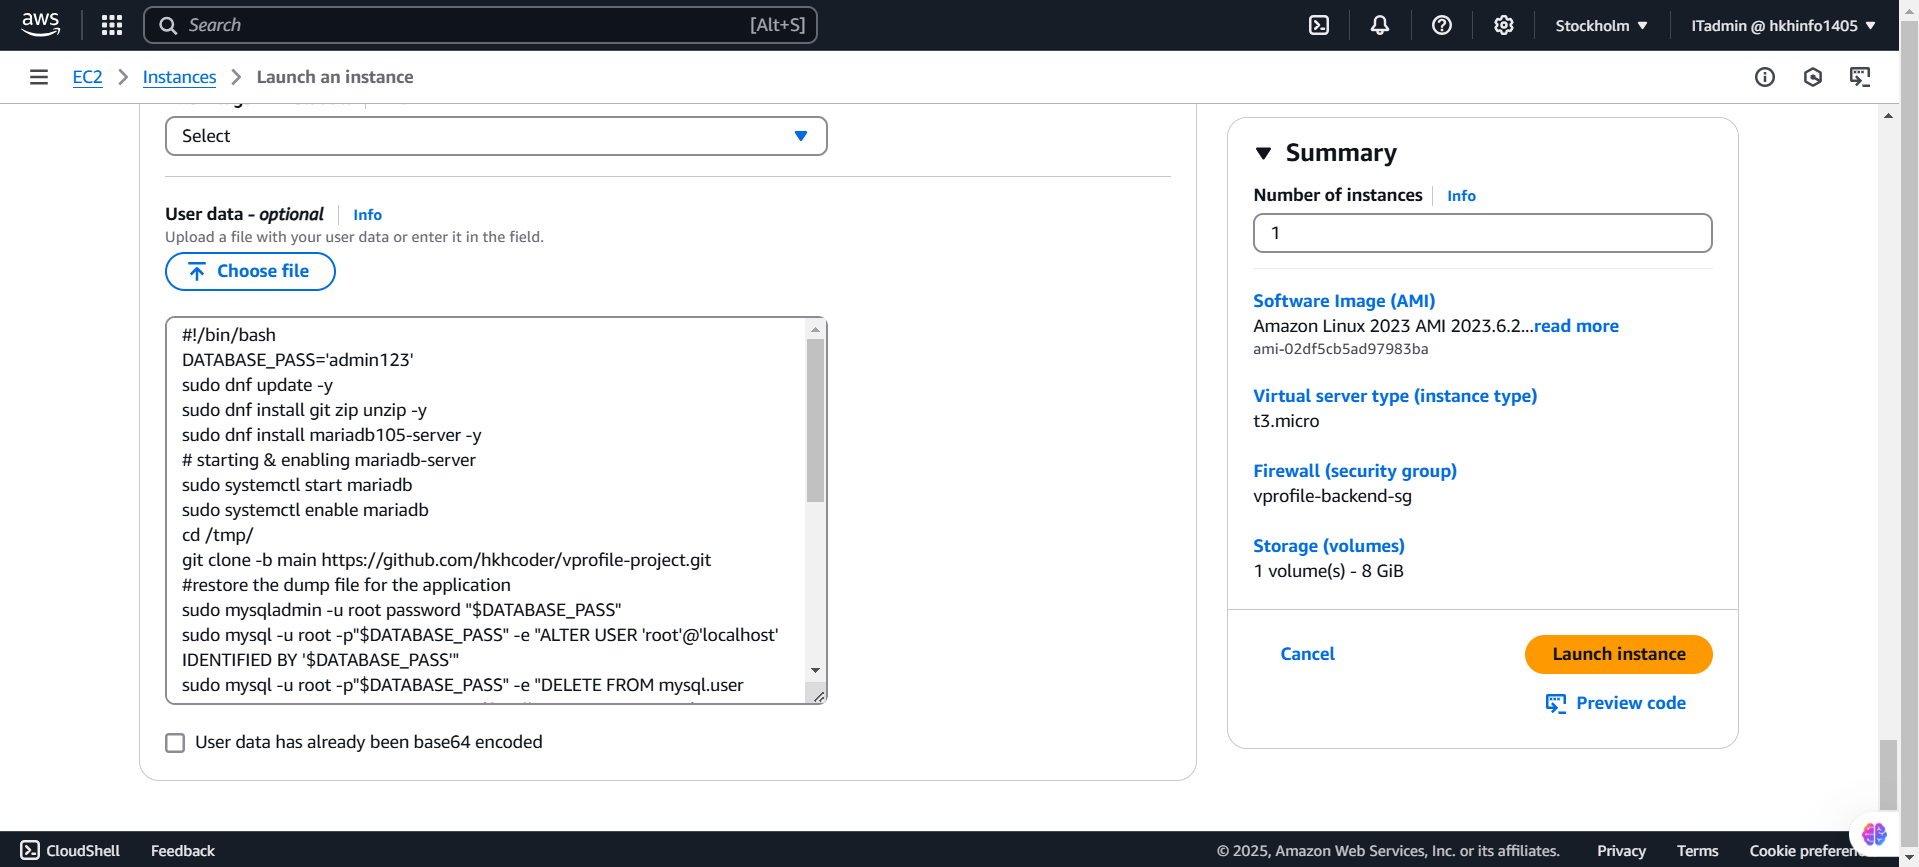 aws
Search [Alt+S]
Stockholm ▼
ITadmin @ hkhinfo1405 ▼
EC2 > Instances > Launch an instance
Select
User data - optional Info
Upload a file with your user data or enter it in the field.
Choose file
#!/bin/bash
DATABASE_PASS='admin123'
sudo dnf update -y
sudo dnf install git zip unzip -y
sudo dnf install mariadb105-server -y
# starting & enabling mariadb-server
sudo systemctl start mariadb
sudo systemctl enable mariadb
cd /tmp/
git clone -b main https://github.com/hkhcoder/vprofile-project.git
#restore the dump file for the application
sudo mysqladmin -u root password "$DATABASE_PASS"
sudo mysql -u root -p"$DATABASE_PASS" -e "ALTER USER 'root'@'localhost'
IDENTIFIED BY '$DATABASE_PASS'"
sudo mysql -u root -p"$DATABASE_PASS" -e "DELETE FROM mysql.user
User data has already been base64 encoded
Summary
Number of instances Info
1
Software Image (AMI)
Amazon Linux 2023 AMI 2023.6.2...read more
ami-02df5cb5ad97983ba
Virtual server type (instance type)
t3.micro
Firewall (security group)
vprofile-backend-sg
Storage (volumes)
1 volume(s) - 8 GiB
Cancel
Launch instance
Preview code
CloudShell Feedback
© 2025, Amazon Web Services, Inc. or its affiliates. Privacy Terms Cookie